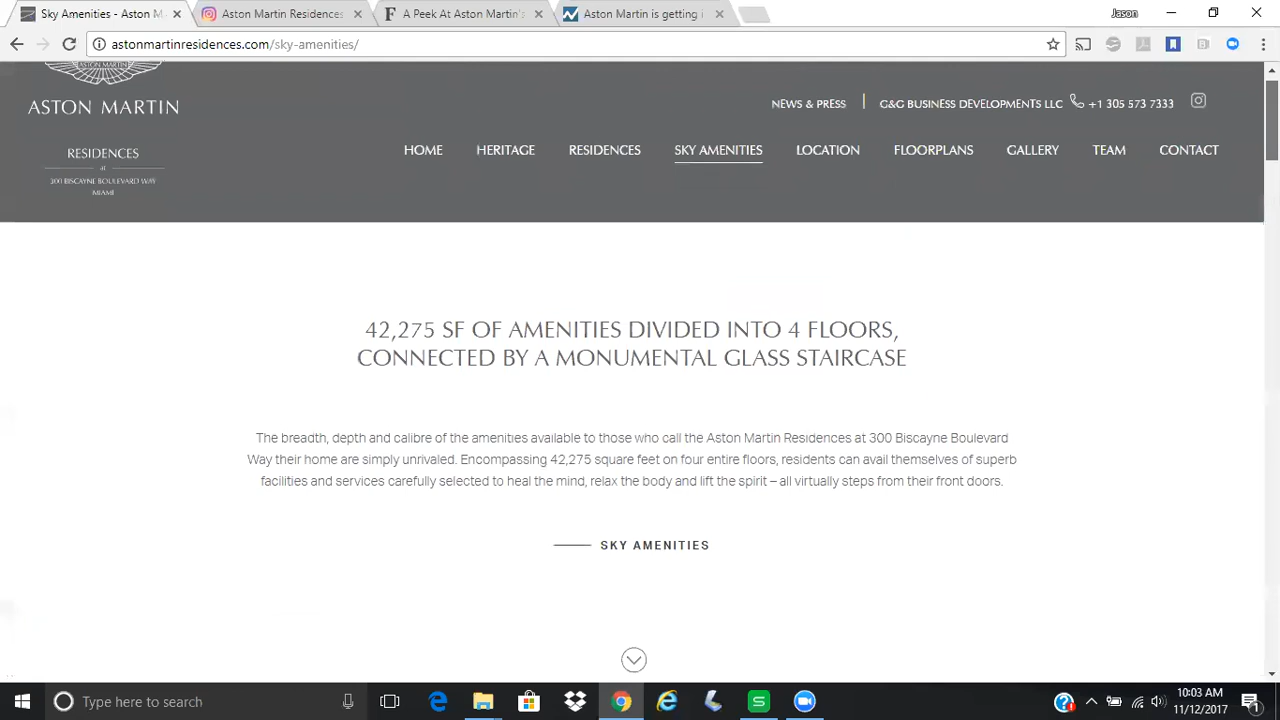 Sky Amenities - Aston M
Aston Martin Residences
A Peek At Aston Martin's
Aston Martin is getting i
Jason
astonmartinresidences.com/sky-amenities/
ASTON MARTIN
RESIDENCES
at
300 BISCAYNE BOULEVARD WAY
MIAMI
NEWS & PRESS
G&G BUSINESS DEVELOPMENTS LLC
+1 305 573 7333
HOME
HERITAGE
RESIDENCES
SKY AMENITIES
LOCATION
FLOORPLANS
GALLERY
TEAM
CONTACT
42,275 SF OF AMENITIES DIVIDED INTO 4 FLOORS,
CONNECTED BY A MONUMENTAL GLASS STAIRCASE
The breadth, depth and calibre of the amenities available to those who call the Aston Martin Residences at 300 Biscayne Boulevard
Way their home are simply unrivaled. Encompassing 42,275 square feet on four entire floors, residents can avail themselves of superb
facilities and services carefully selected to heal the mind, relax the body and lift the spirit – all virtually steps from their front doors.
SKY AMENITIES
Type here to search
10:03 AM
11/12/2017